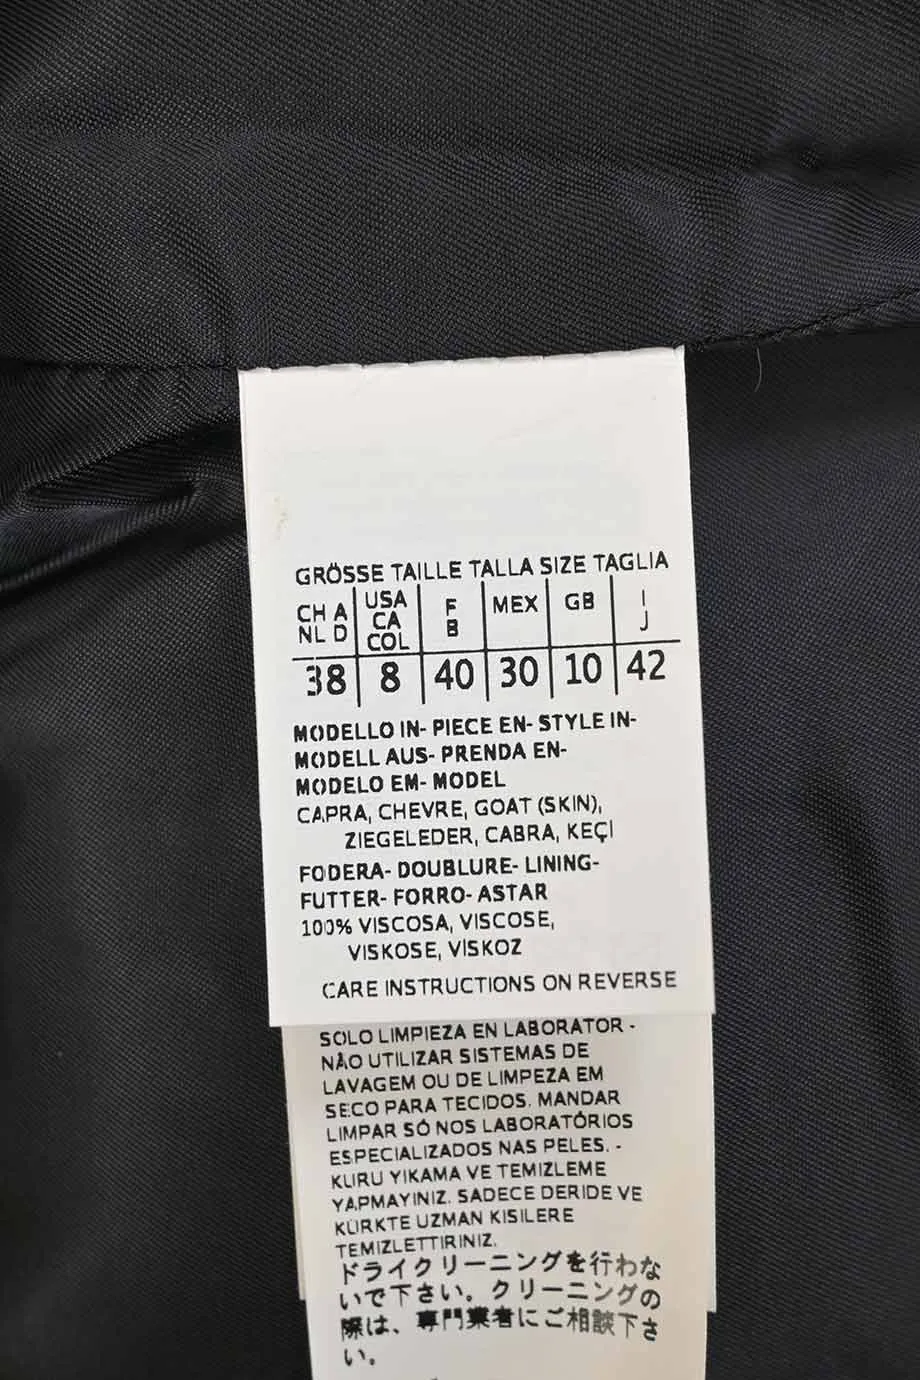 GRÖSSE TAILLE TALLA SIZE TAGLIA
CH A USA F MEX GB I
NL D CA B J
COL
38 8 40 30 10 42
MODELLO IN- PIECE EN- STYLE IN-
MODELL AUS- PRENDA EN-
MODELO EM- MODEL
CAPRA, CHEVRE, GOAT (SKIN),
ZIEGELEDER, CABRA, KEÇI
FODERA- DOUBLURE- LINING-
FUTTER- FORRO- ASTAR
100% VISCOSA, VISCOSE,
VISKOSE, VISKOZ
CARE INSTRUCTIONS ON REVERSE
SOLO LIMPIEZA EN LABORATOR -
NÃO UTILIZAR SISTEMAS DE
LAVAGEM OU DE LIMPEZA EM
SECO PARA TECIDOS. MANDAR
LIMPAR SÓ NOS LABORATÓRIOS
ESPECIALIZADOS NAS PELES. -
KURU YIKAMA VE TEMIZLEME
YAPMAYINIZ. SADECE DERIDE VE
KÜRKTE UZMAN KISILERE
TEMIZLETTIRINIZ.
ドライクリーニングを行わな
いで下さい。クリーニングの
際は、専門業者にご相談下さ
い。